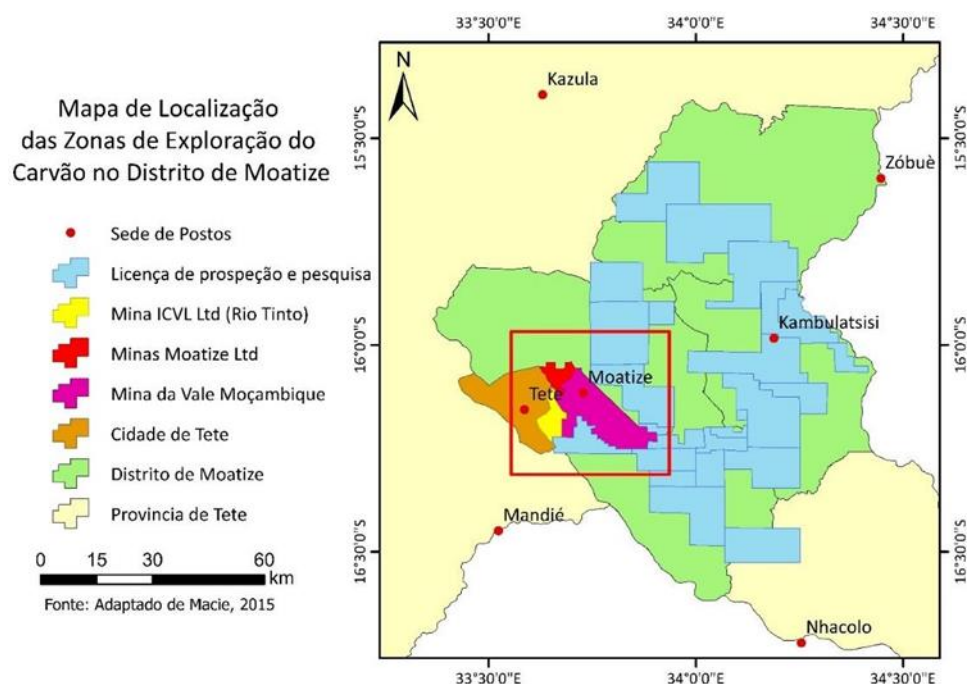 Mapa de Localização
das Zonas de Exploração do
Carvão no Distrito de Moatize
Sede de Postos
Licença de prospeção e pesquisa
Mina ICVL Ltd (Rio Tinto)
Minas Moatize Ltd
Mina da Vale Moçambique
Cidade de Tete
Distrito de Moatize
Provincia de Tete
0 15 30 60
km
Fonte: Adaptado de Macie, 2015
33°30'0"E 34°0'0"E 34°30'0"E
N
Kazula
15°30'0"S 15°30'0"S
Zóbuè
16°0'0"S 16°0'0"S
Kambulatsisi
Moatize
Tete
Mandié
16°30'0"S 16°30'0"S
Nhacolo
33°30'0"E 34°0'0"E 34°30'0"E